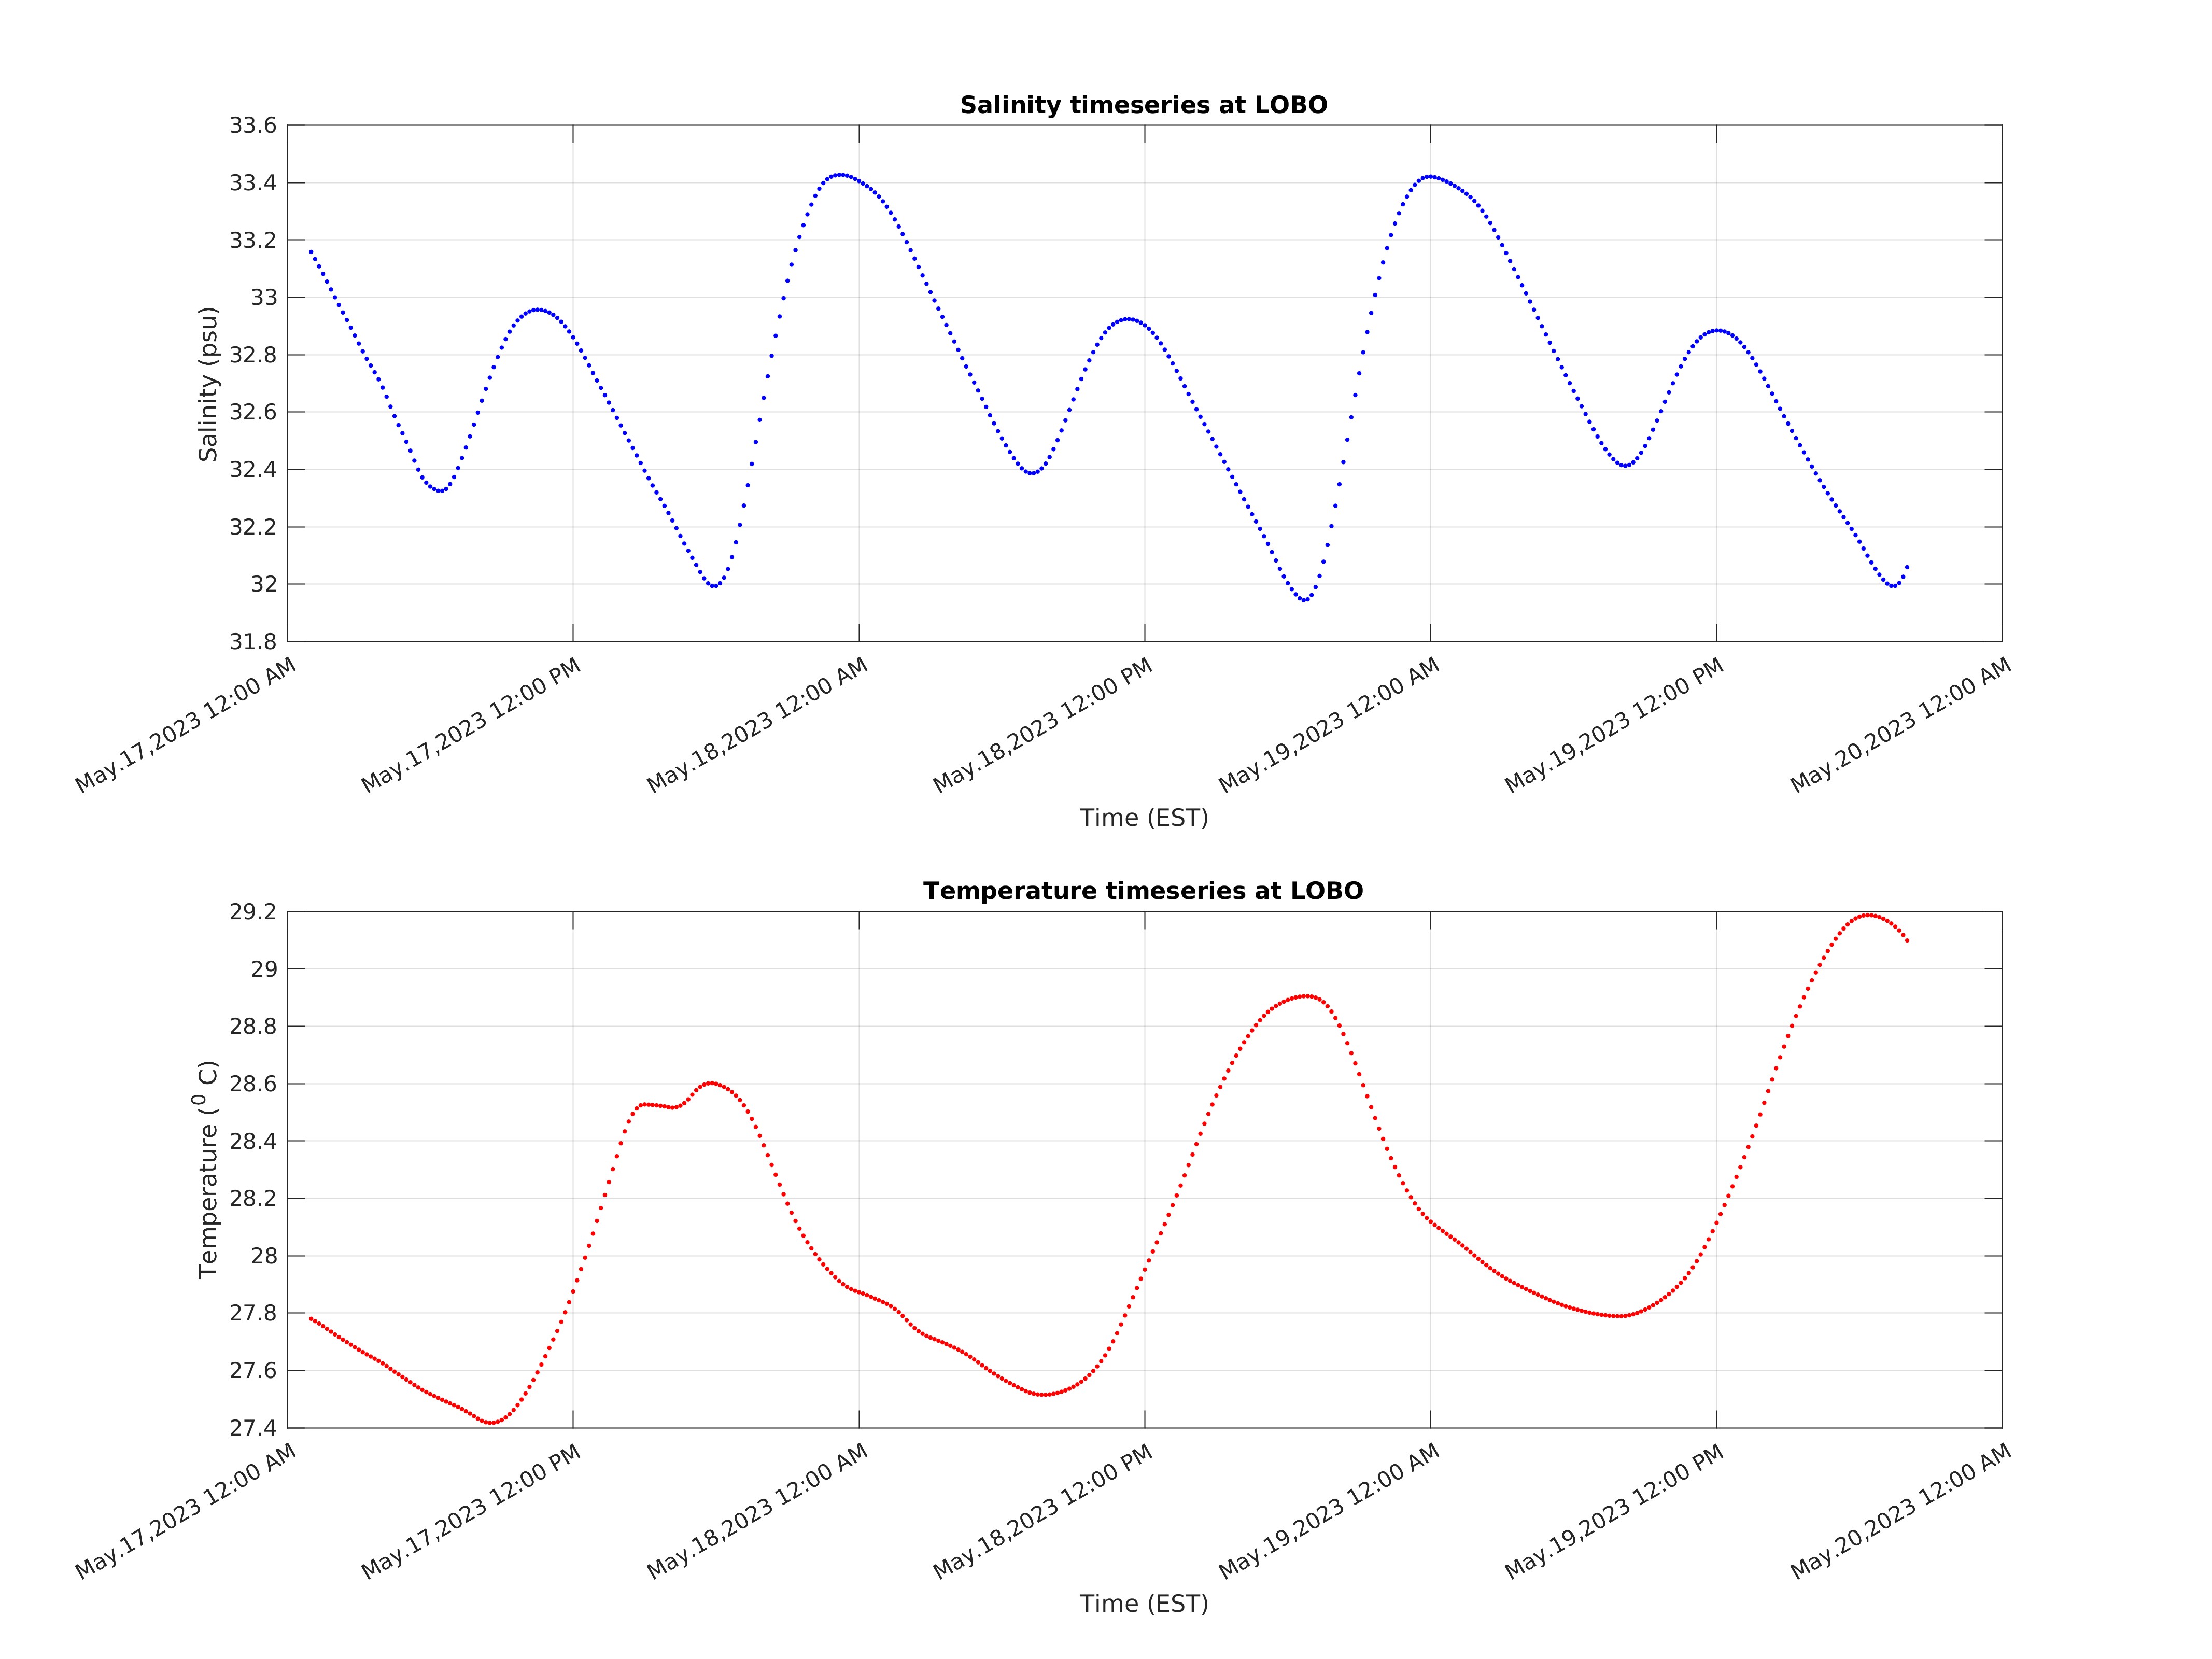 Salinity timeseries at LOBO
33.6
33.4
33.2
33
32.8
32.6
32.4
32.2
32
31.8
Salinity (psu)
May.17,2023 12:00 AM
May.17,2023 12:00 PM
May.18,2023 12:00 AM
May.18,2023 12:00 PM
May.19,2023 12:00 AM
May.19,2023 12:00 PM
May.20,2023 12:00 AM
Time (EST)
Temperature timeseries at LOBO
29.2
29
28.8
28.6
28.4
28.2
28
27.8
27.6
27.4
Temperature (⁰ C)
May.17,2023 12:00 AM
May.17,2023 12:00 PM
May.18,2023 12:00 AM
May.18,2023 12:00 PM
May.19,2023 12:00 AM
May.19,2023 12:00 PM
May.20,2023 12:00 AM
Time (EST)